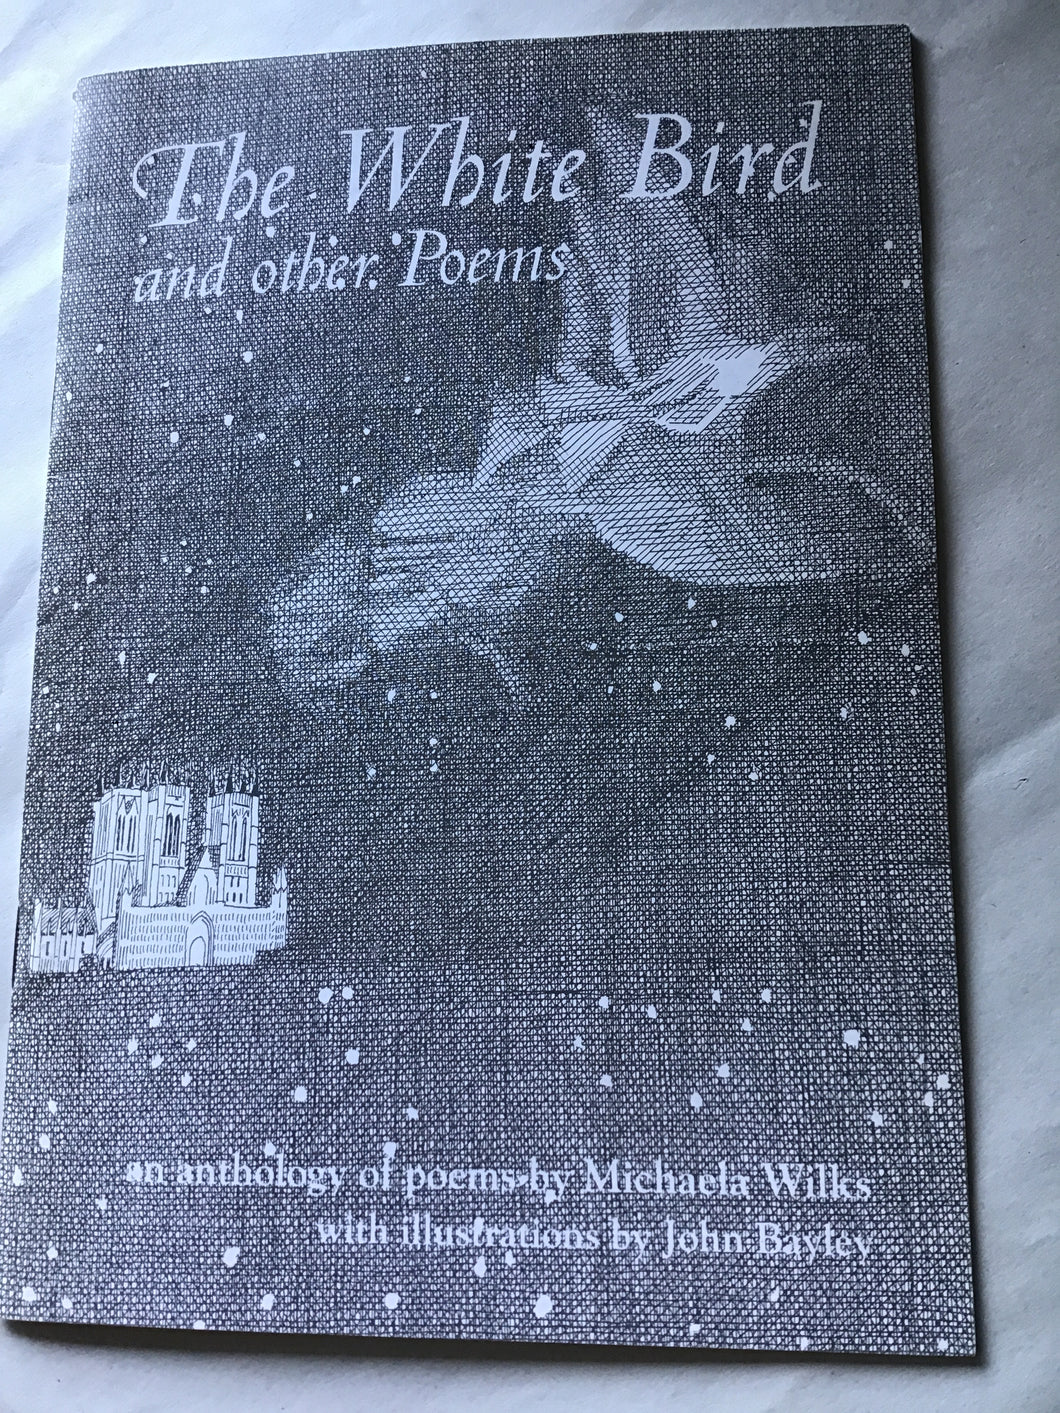 The White Bird
and other Poems
an anthology of poems by Michaela Wilks
with illustrations by John Bayley